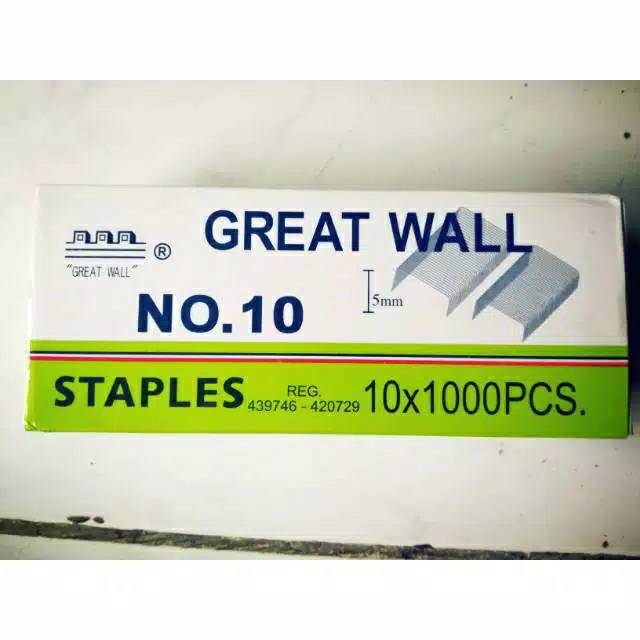 GREAT WALL
®
"GREAT WALL"
5mm
NO.10
STAPLES
REG.
439746 - 420729
10x1000PCS.